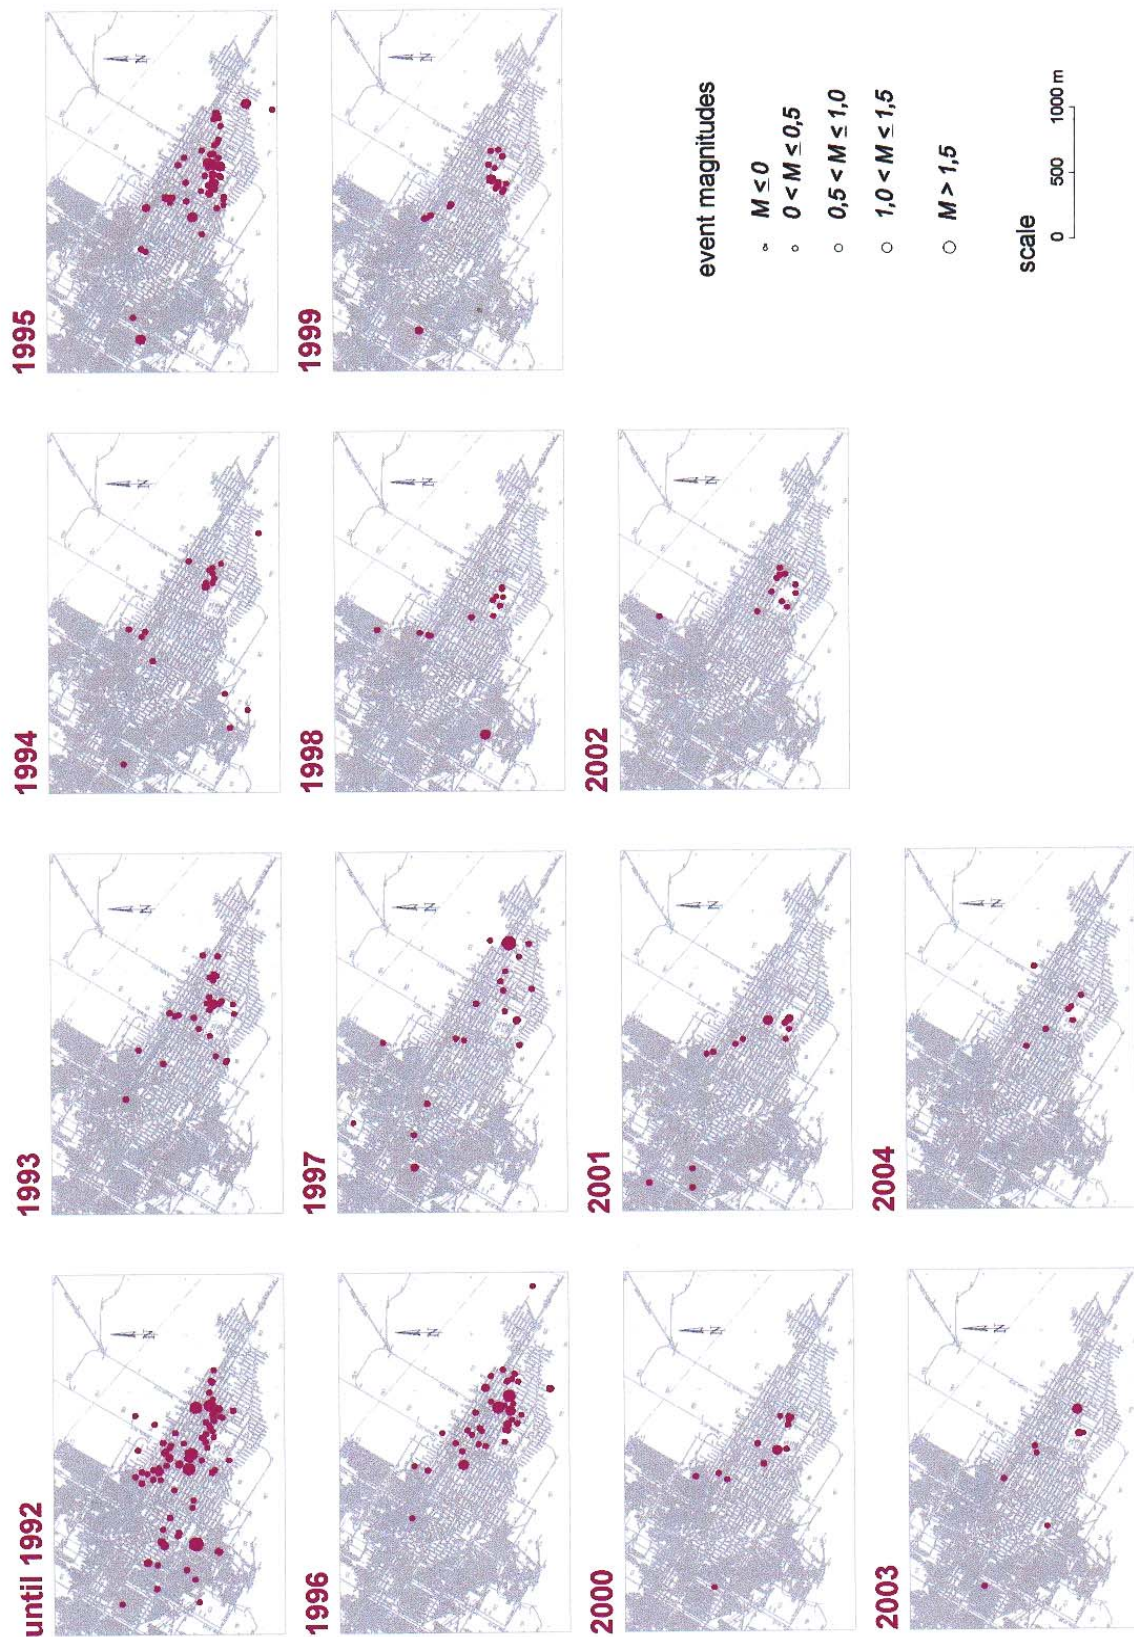 until 1992
1993
1994
1995
N
N
N
N
1996
1997
1998
1999
N
N
N
N
2000
2001
2002
N
N
N
2003
2004
N
N
event magnitudes
M ≤ 0
0 < M ≤ 0,5
0,5 < M ≤ 1,0
1,0 < M ≤ 1,5
M > 1,5
scale
0 500 1000 m